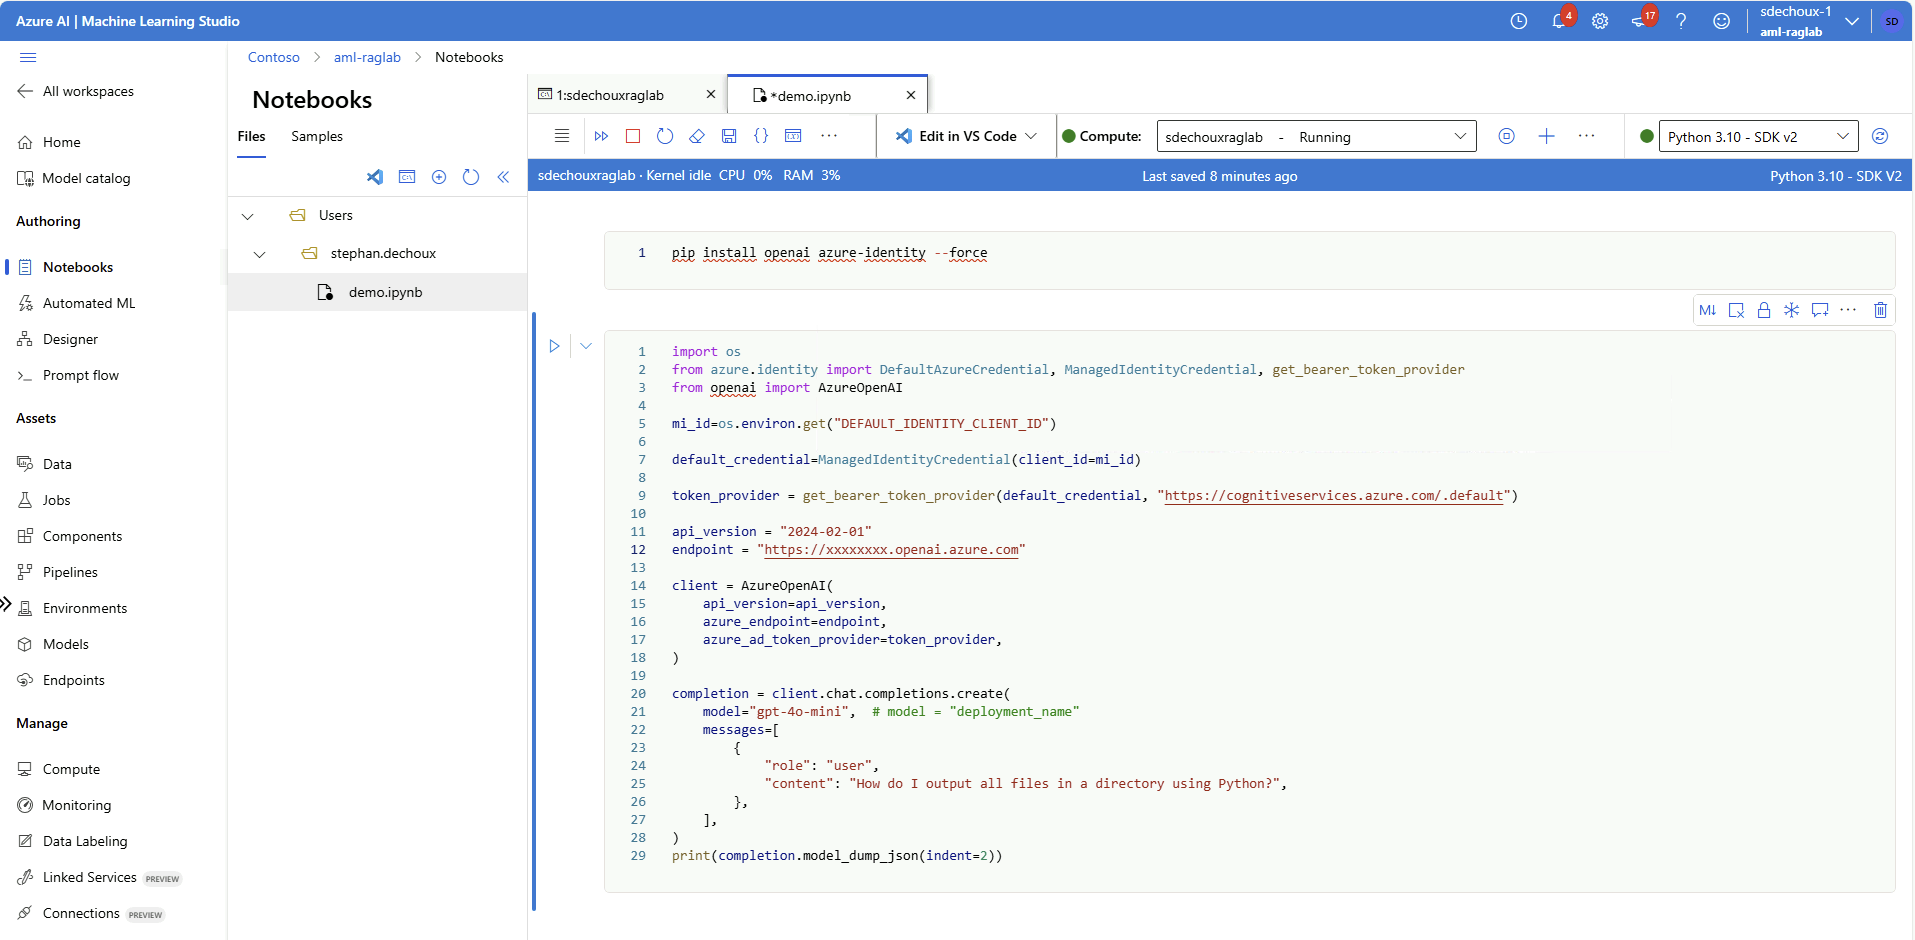 Azure AI | Machine Learning Studio
4
17
sdechoux-1
aml-raglab
SD
All workspaces
Home
Model catalog
Authoring
Notebooks
Automated ML
Designer
Prompt flow
Assets
Data
Jobs
Components
Pipelines
Environments
Models
Endpoints
Manage
Compute
Monitoring
Data Labeling
Linked Services PREVIEW
Connections PREVIEW
Contoso > aml-raglab > Notebooks
Notebooks
Files Samples
Users
stephan.dechoux
demo.ipynb
1:sdechouxraglab
*demo.ipynb
Edit in VS Code
Compute: sdechouxraglab - Running
Python 3.10 - SDK v2
sdechouxraglab · Kernel idle CPU 0% RAM 3%
Last saved 8 minutes ago
Python 3.10 - SDK V2
1 pip install openai azure-identity --force
M↓
1 import os
2 from azure.identity import DefaultAzureCredential, ManagedIdentityCredential, get_bearer_token_provider
3 from openai import AzureOpenAI
4
5 mi_id=os.environ.get("DEFAULT_IDENTITY_CLIENT_ID")
6
7 default_credential=ManagedIdentityCredential(client_id=mi_id)
8
9 token_provider = get_bearer_token_provider(default_credential, "https://cognitiveservices.azure.com/.default")
10
11 api_version = "2024-02-01"
12 endpoint = "https://xxxxxxxx.openai.azure.com"
13
14 client = AzureOpenAI(
15 api_version=api_version,
16 azure_endpoint=endpoint,
17 azure_ad_token_provider=token_provider,
18 )
19
20 completion = client.chat.completions.create(
21 model="gpt-4o-mini", # model = "deployment_name"
22 messages=[
23 {
24 "role": "user",
25 "content": "How do I output all files in a directory using Python?",
26 },
27 ],
28 )
29 print(completion.model_dump_json(indent=2))